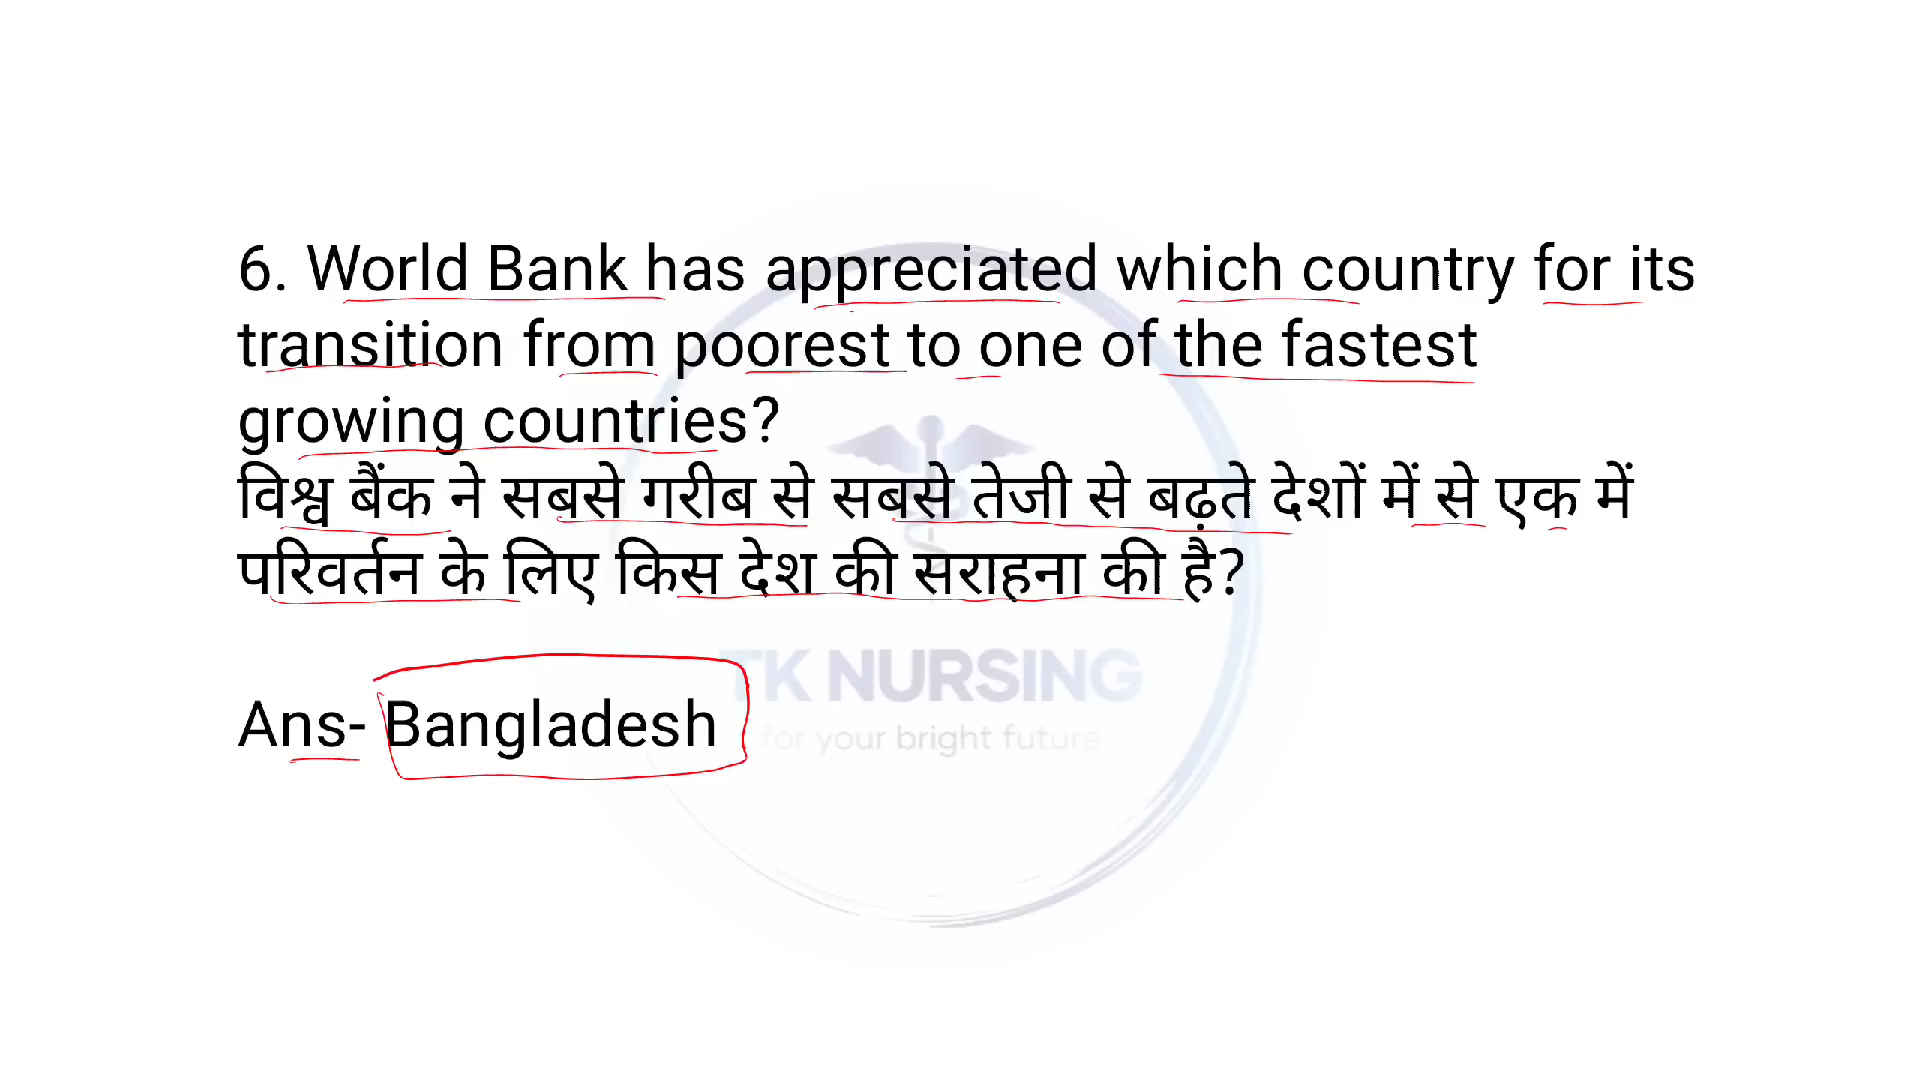 6. World Bank has appreciated which country for its
transition from poorest to one of the fastest
growing countries?
विश्व बैंक ने सबसे गरीब से सबसे तेजी से बढ़ते देशों में से एक में
परिवर्तन के लिए किस देश की सराहना की है?
Ans- Bangladesh
TK NURSING
for your bright future